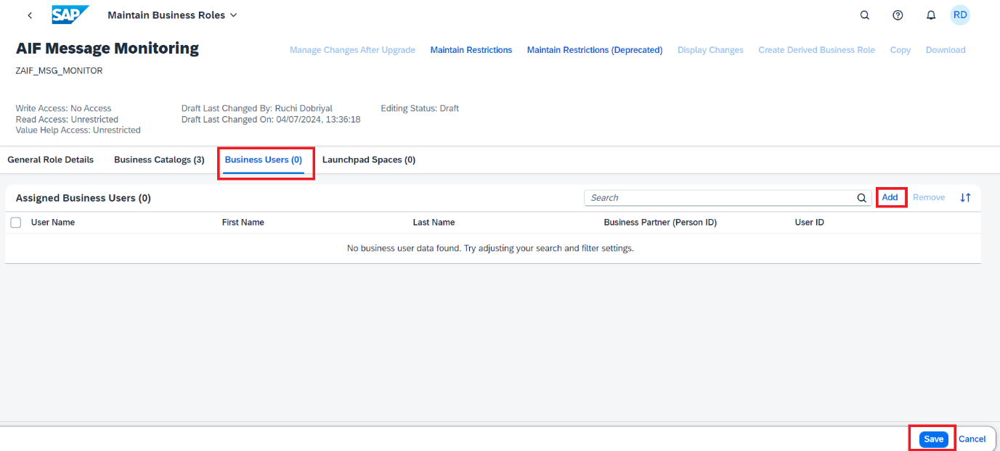 SAP Maintain Business Roles RD
AIF Message Monitoring Manage Changes After Upgrade Maintain Restrictions Maintain Restrictions (Deprecated) Display Changes Create Derived Business Role Copy Download
ZAIF_MSG_MONITOR
Write Access: No Access Draft Last Changed By: Ruchi Dobriyal Editing Status: Draft
Read Access: Unrestricted Draft Last Changed On: 04/07/2024, 13:36:18
Value Help Access: Unrestricted
General Role Details Business Catalogs (3) Business Users (0) Launchpad Spaces (0)
Assigned Business Users (0) Search Add Remove
User Name First Name Last Name Business Partner (Person ID) User ID
No business user data found. Try adjusting your search and filter settings.
Save Cancel